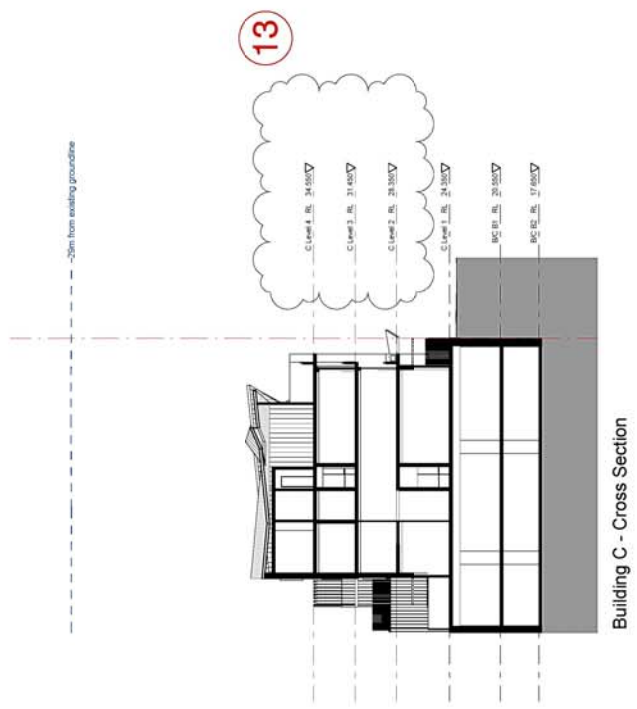 13
~29m from existing groundline
C Level 4 RL 34.550
C Level 3 RL 31.450
C Level 2 RL 28.350
C Level 1 RL 24.350
B/C B1 RL 20.550
B/C B2 RL 17.650
Building C - Cross Section